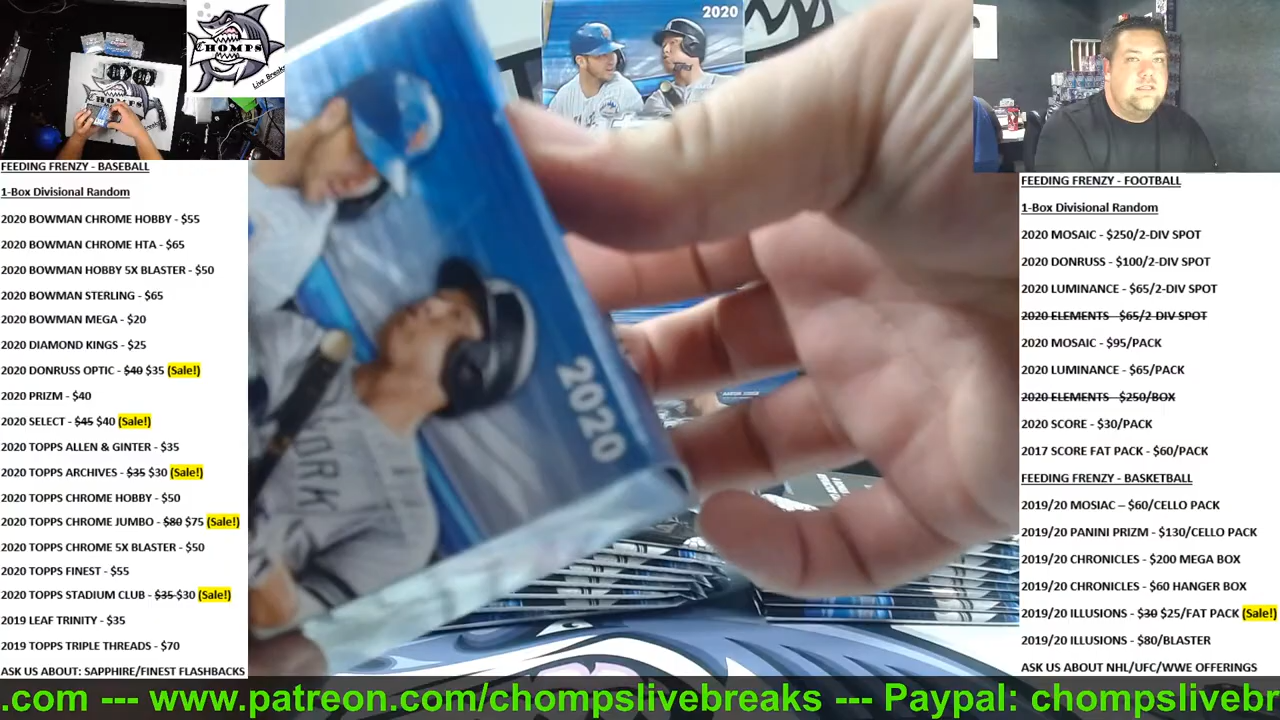 CHOMPS
Live Breaks
2020
2020
YORK
FEEDING FRENZY - BASEBALL
1-Box Divisional Random
2020 BOWMAN CHROME HOBBY - $55
2020 BOWMAN CHROME HTA - $65
2020 BOWMAN HOBBY 5X BLASTER - $50
2020 BOWMAN STERLING - $65
2020 BOWMAN MEGA - $20
2020 DIAMOND KINGS - $25
2020 DONRUSS OPTIC - $40 $35 (Sale!)
2020 PRIZM - $40
2020 SELECT - $45 $40 (Sale!)
2020 TOPPS ALLEN & GINTER - $35
2020 TOPPS ARCHIVES - $35 $30 (Sale!)
2020 TOPPS CHROME HOBBY - $50
2020 TOPPS CHROME JUMBO - $80 $75 (Sale!)
2020 TOPPS CHROME 5X BLASTER - $50
2020 TOPPS FINEST - $55
2020 TOPPS STADIUM CLUB - $35 $30 (Sale!)
2019 LEAF TRINITY - $35
2019 TOPPS TRIPLE THREADS - $70
ASK US ABOUT: SAPPHIRE/FINEST FLASHBACKS
FEEDING FRENZY - FOOTBALL
1-Box Divisional Random
2020 MOSAIC - $250/2-DIV SPOT
2020 DONRUSS - $100/2-DIV SPOT
2020 LUMINANCE - $65/2-DIV SPOT
2020 ELEMENTS - $65/2 DIV SPOT
2020 MOSAIC - $95/PACK
2020 LUMINANCE - $65/PACK
2020 ELEMENTS - $250/BOX
2020 SCORE - $30/PACK
2017 SCORE FAT PACK - $60/PACK
FEEDING FRENZY - BASKETBALL
2019/20 MOSIAC – $60/CELLO PACK
2019/20 PANINI PRIZM - $130/CELLO PACK
2019/20 CHRONICLES - $200 MEGA BOX
2019/20 CHRONICLES - $60 HANGER BOX
2019/20 ILLUSIONS - $30 $25/FAT PACK (Sale!)
2019/20 ILLUSIONS - $80/BLASTER
ASK US ABOUT NHL/UFC/WWE OFFERINGS
.com --- www.patreon.com/chompslivebreaks --- Paypal: chompslivebr